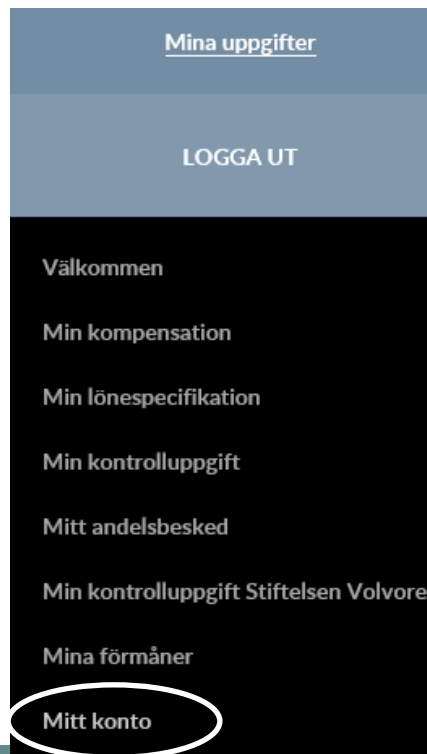 Mina uppgifter
LOGGA UT
Välkommen
Min kompensation
Min lönespecifikation
Min kontrolluppgift
Mitt andelsbesked
Min kontrolluppgift Stiftelsen Volvore
Mina förmåner
Mitt konto